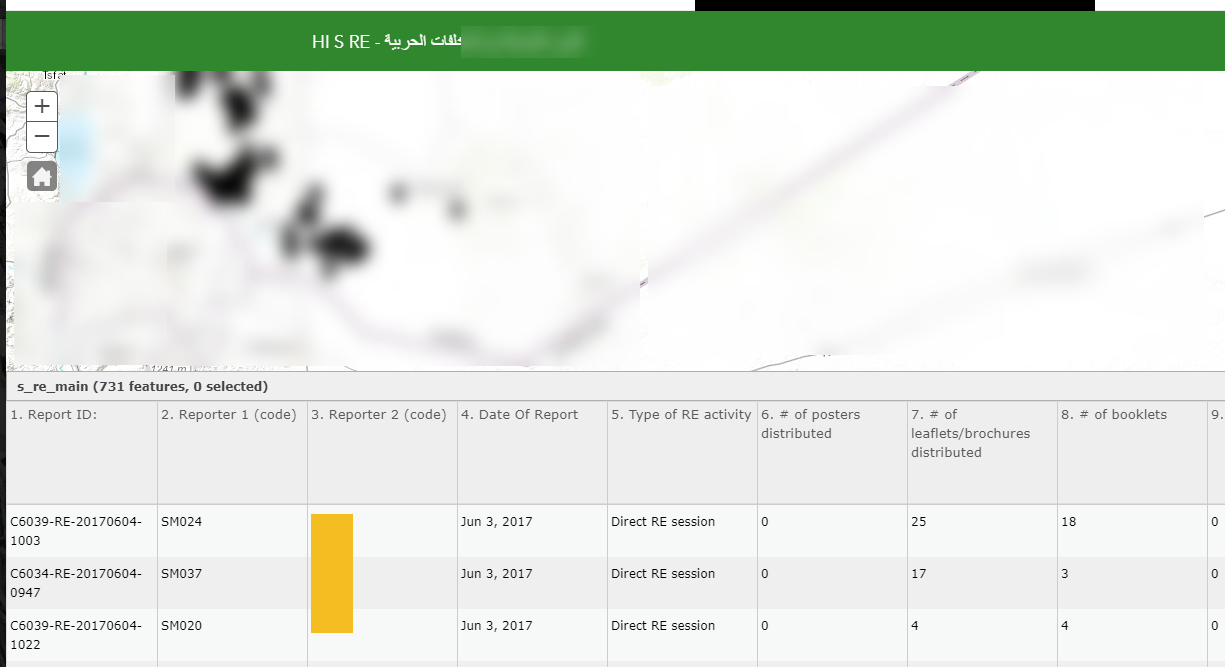 HI S RE - خلفات الحربية
1241 m
s_re_main (731 features, 0 selected)
1. Report ID: 2. Reporter 1 (code) 3. Reporter 2 (code) 4. Date Of Report 5. Type of RE activity 6. # of posters 7. # of 8. # of booklets 9.
distributed leaflets/brochures
distributed
C6039-RE-20170604- SM024 Jun 3, 2017 Direct RE session 0 25 18 0
1003
C6034-RE-20170604- SM037 Jun 3, 2017 Direct RE session 0 17 3 0
0947
C6039-RE-20170604- SM020 Jun 3, 2017 Direct RE session 0 4 4 0
1022